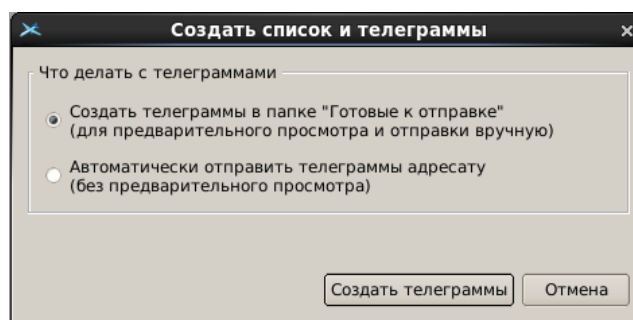 Создать список и телеграммы
Что делать с телеграммами
Создать телеграммы в папке "Готовые к отправке"
(для предварительного просмотра и отправки вручную)
Автоматически отправить телеграммы адресату
(без предварительного просмотра)
Создать телеграммы Отмена